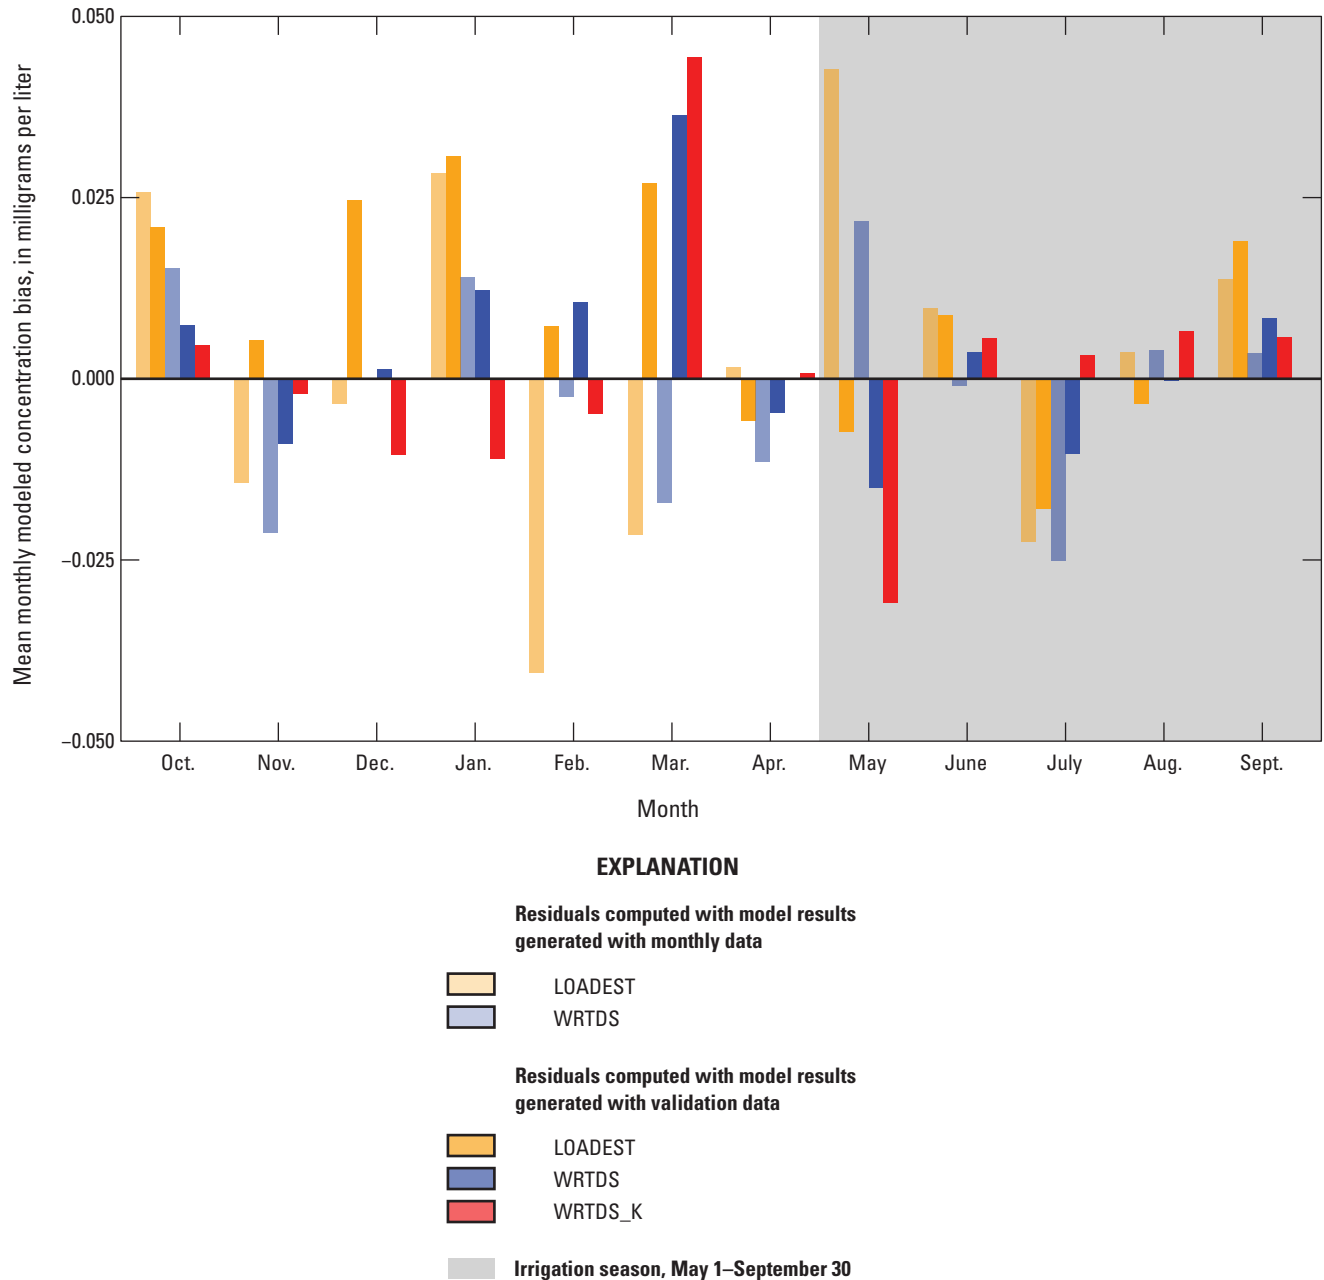 Mean monthly modeled concentration bias, in milligrams per liter
0.050
0.025
0.000
−0.025
−0.050
Oct. Nov. Dec. Jan. Feb. Mar. Apr. May June July Aug. Sept.
Month
EXPLANATION
Residuals computed with model results
generated with monthly data
LOADEST
WRTDS
Residuals computed with model results
generated with validation data
LOADEST
WRTDS
WRTDS_K
Irrigation season, May 1–September 30